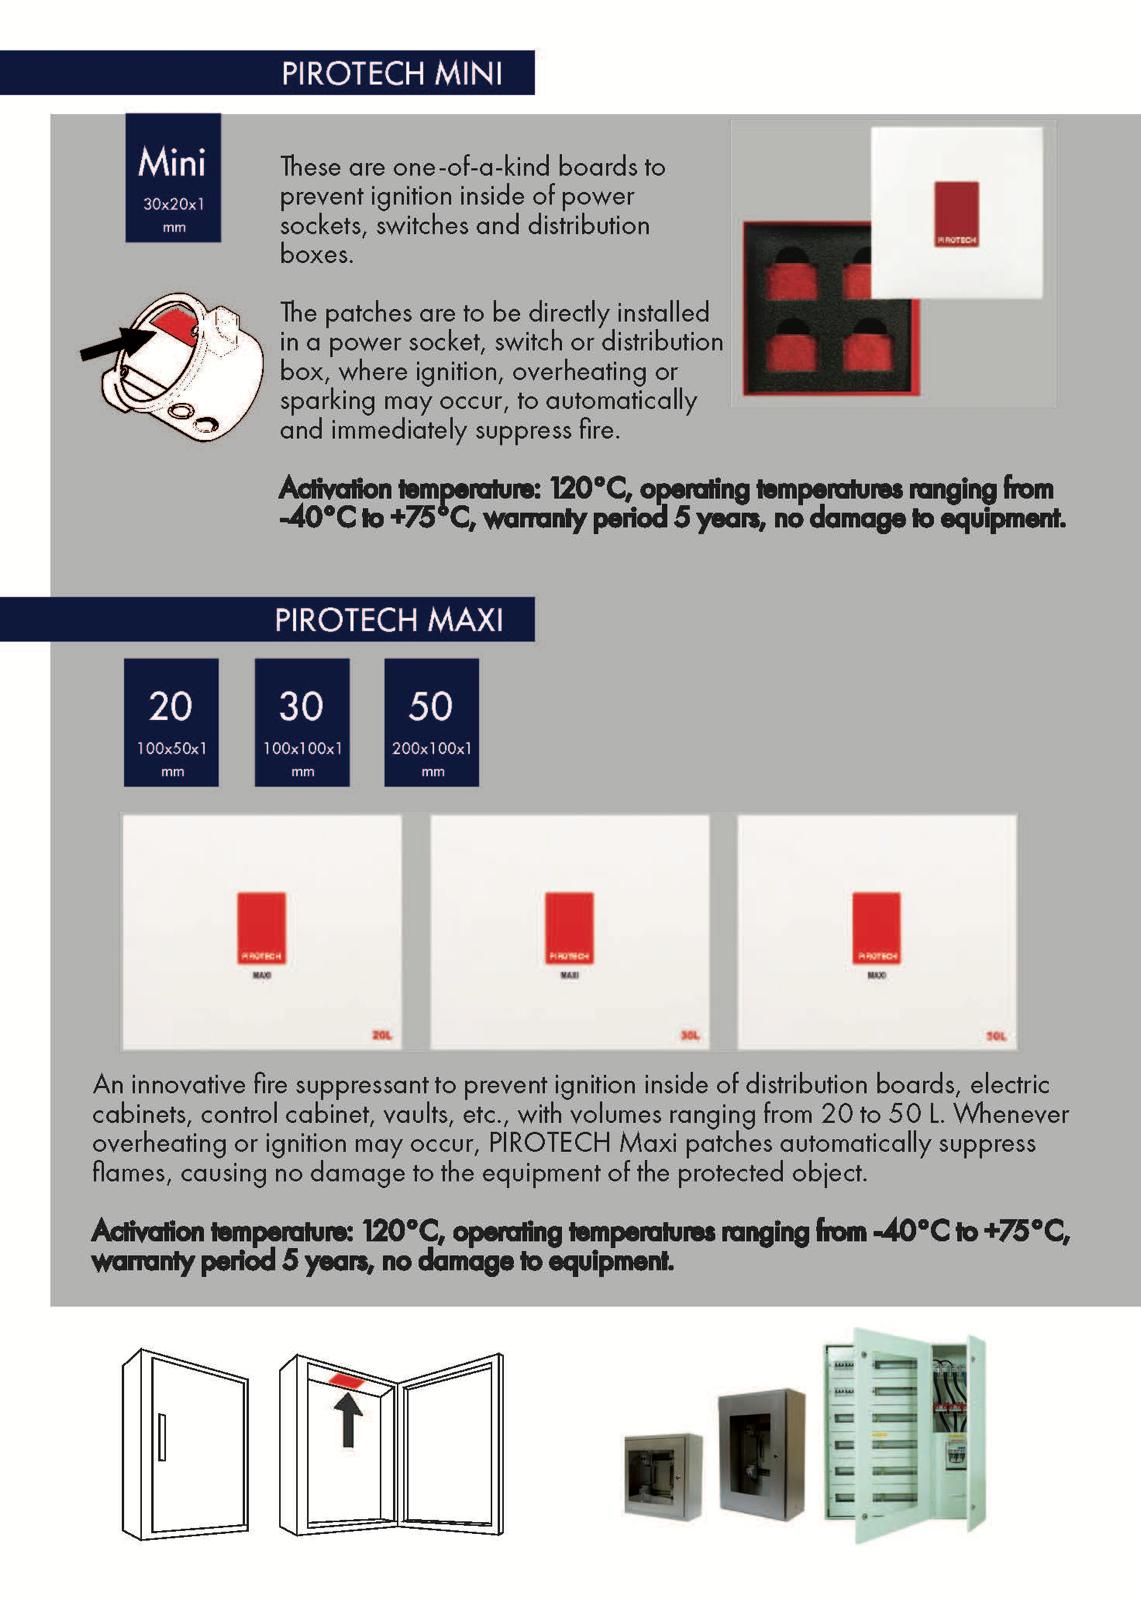 PIROTECH MINI
Mini
30x20x1
mm
These are one-of-a-kind boards to
prevent ignition inside of power
sockets, switches and distribution
boxes.
PIROTECH
The patches are to be directly installed
in a power socket, switch or distribution
box, where ignition, overheating or
sparking may occur, to automatically
and immediately suppress fire.
Activation temperature: 120°C, operating temperatures ranging from
-40°C to +75°C, warranty period 5 years, no damage to equipment.
PIROTECH MAXI
20
100x50x1
mm
30
100x100x1
mm
50
200x100x1
mm
PIROTECH
MAXI
20L
PIROTECH
MAXI
30L
PIROTECH
MAXI
50L
An innovative fire suppressant to prevent ignition inside of distribution boards, electric
cabinets, control cabinet, vaults, etc., with volumes ranging from 20 to 50 L. Whenever
overheating or ignition may occur, PIROTECH Maxi patches automatically suppress
flames, causing no damage to the equipment of the protected object.
Activation temperature: 120°C, operating temperatures ranging from -40°C to +75°C,
warranty period 5 years, no damage to equipment.